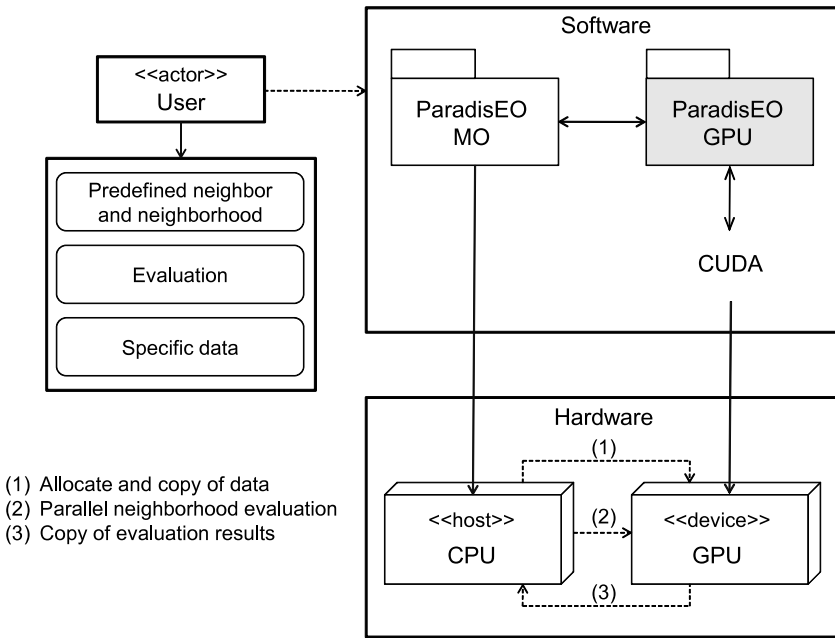 Software
<<actor>>
User
ParadisEO
MO
ParadisEO
GPU
Predefined neighbor
and neighborhood
Evaluation
Specific data
CUDA
Hardware
(1)
<<host>>
CPU
(2)
<<device>>
GPU
(3)
(1) Allocate and copy of data
(2) Parallel neighborhood evaluation
(3) Copy of evaluation results